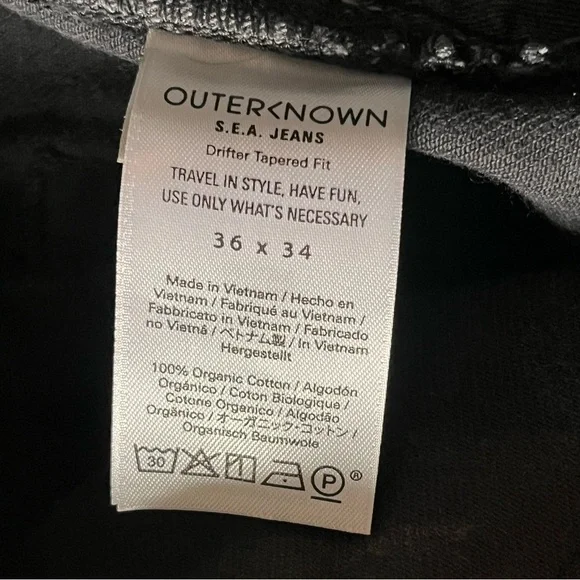 OUTERKNOWN
S.E.A. JEANS
Drifter Tapered Fit
TRAVEL IN STYLE, HAVE FUN,
USE ONLY WHAT'S NECESSARY
36 x 34
Made in Vietnam / Hecho en
Vietnam / Fabriqué au Vietnam /
Fabbricato in Vietnam / Fabricado
no Vietnã / ベトナム製 / In Vietnam
Hergestellt
100% Organic Cotton / Algodón
Orgánico / Coton Biologique /
Cotone Organico / Algodão
Orgânico / オーガニック・コットン /
Organisch Baumwole
30 P ®